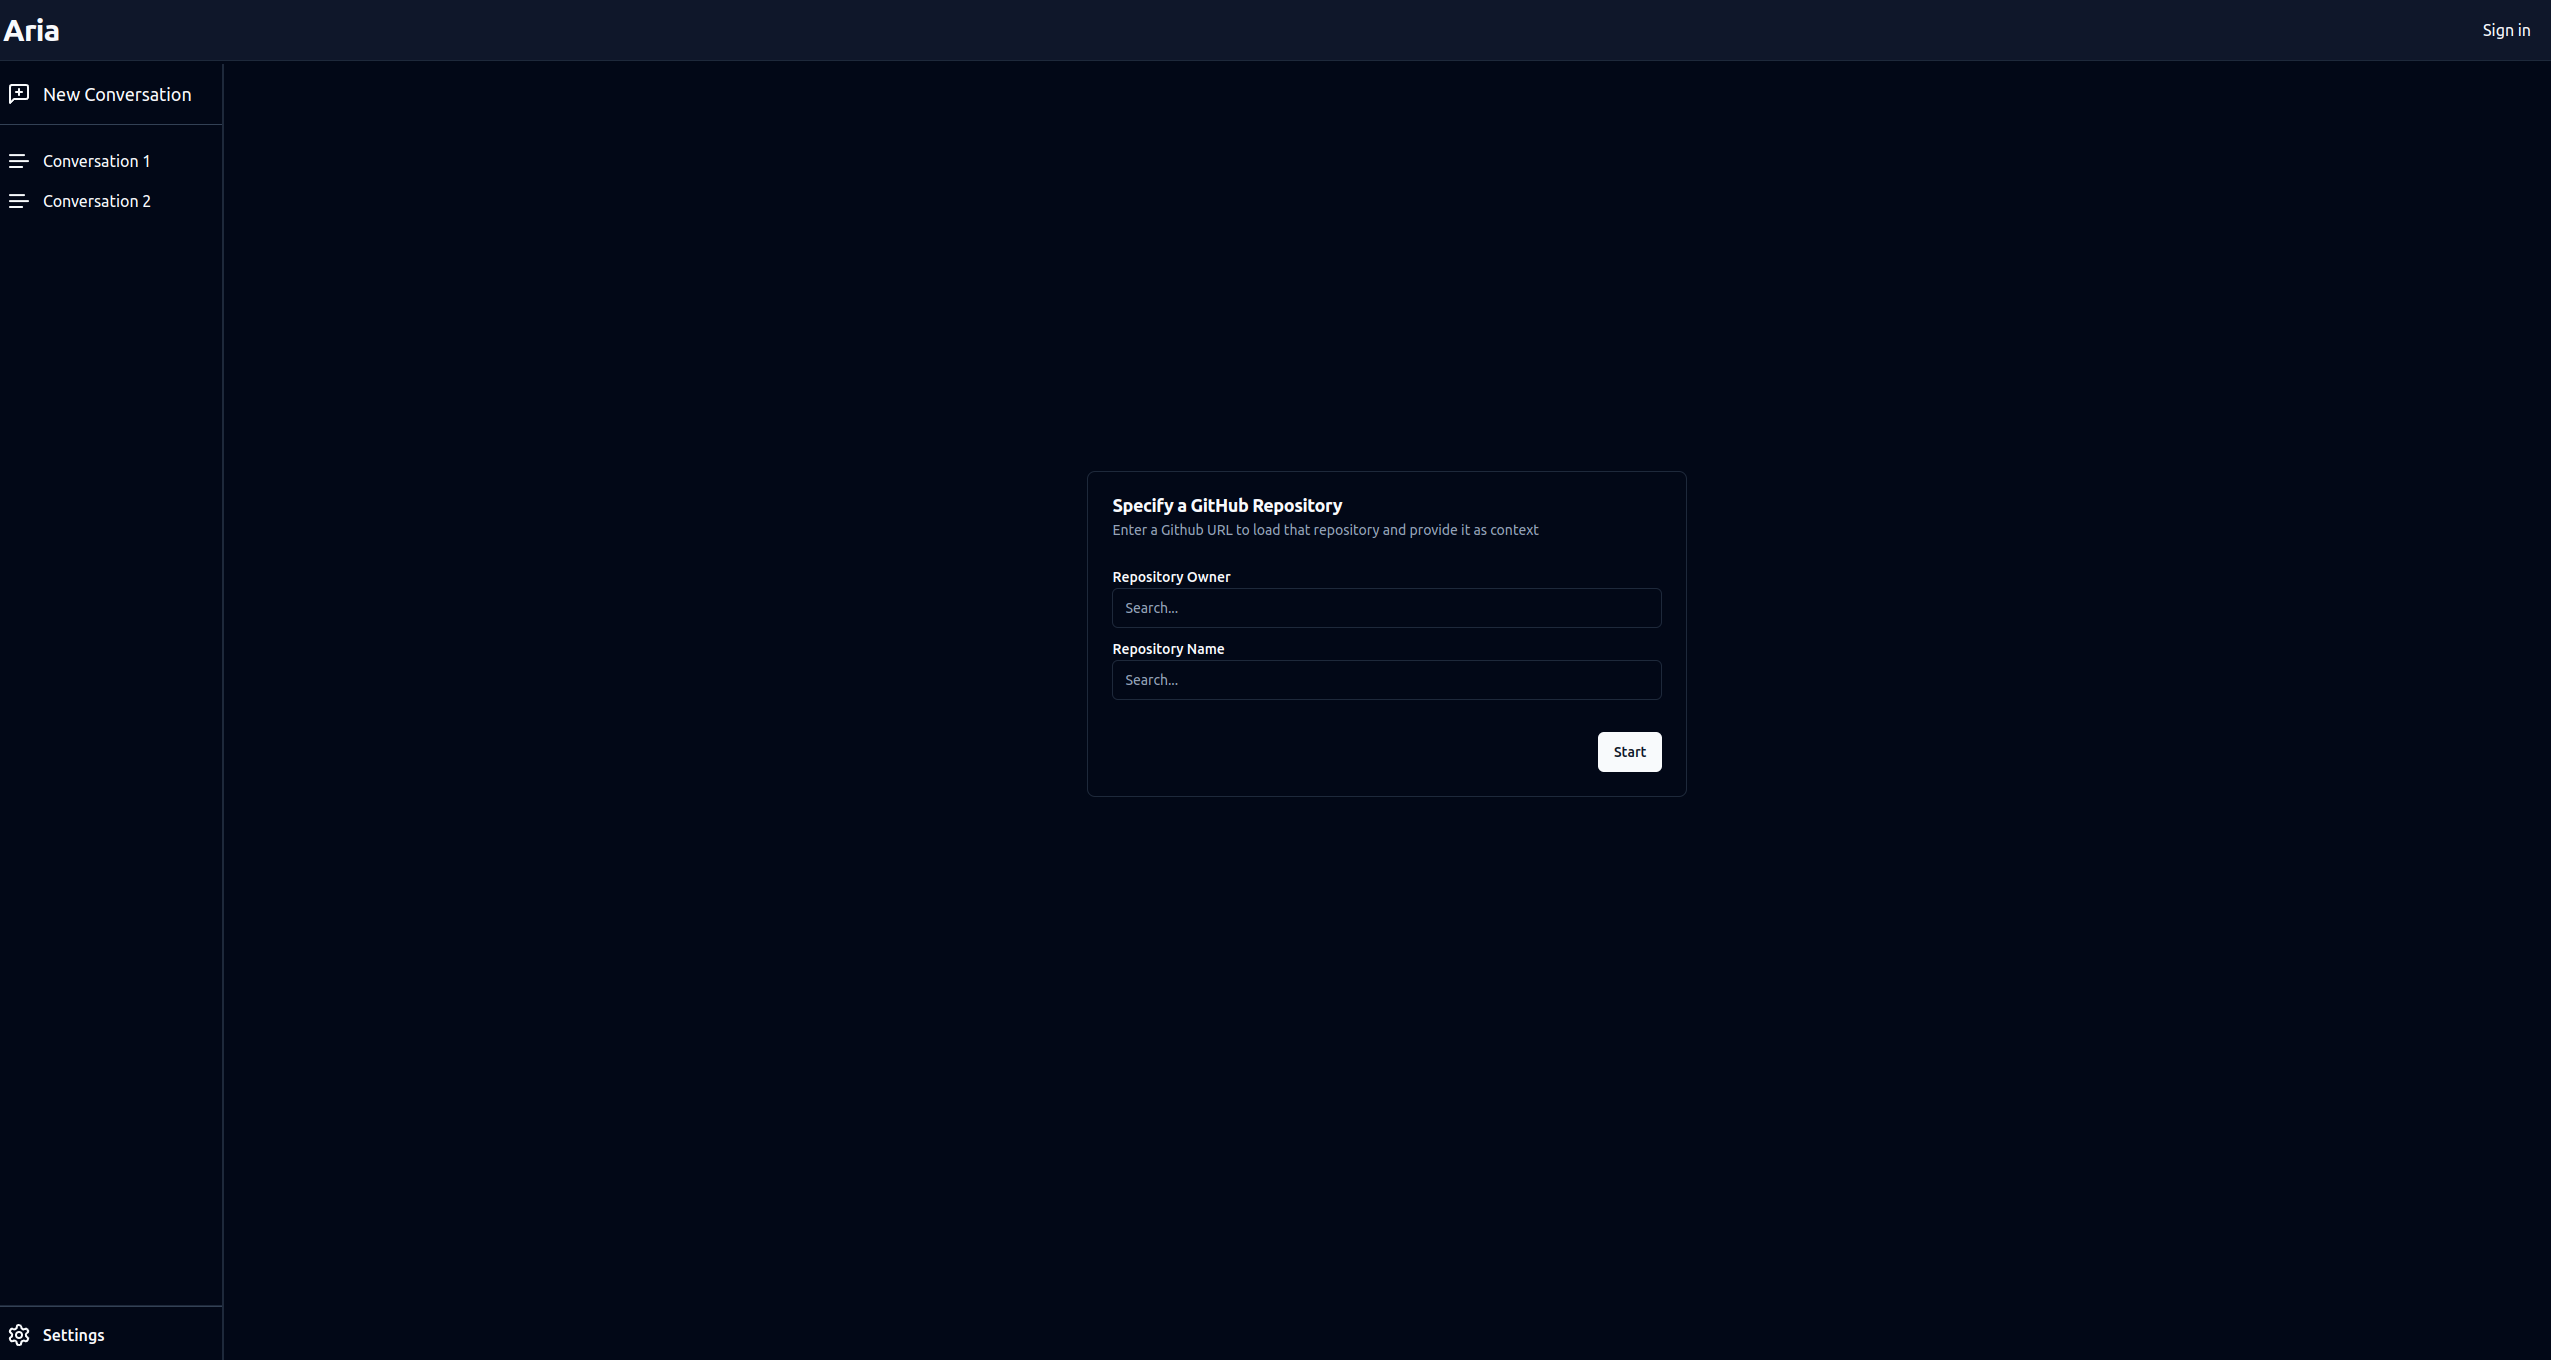 Aria
Sign in
New Conversation
Conversation 1
Conversation 2
Specify a GitHub Repository
Enter a Github URL to load that repository and provide it as context
Repository Owner
Search...
Repository Name
Search...
Start
Settings